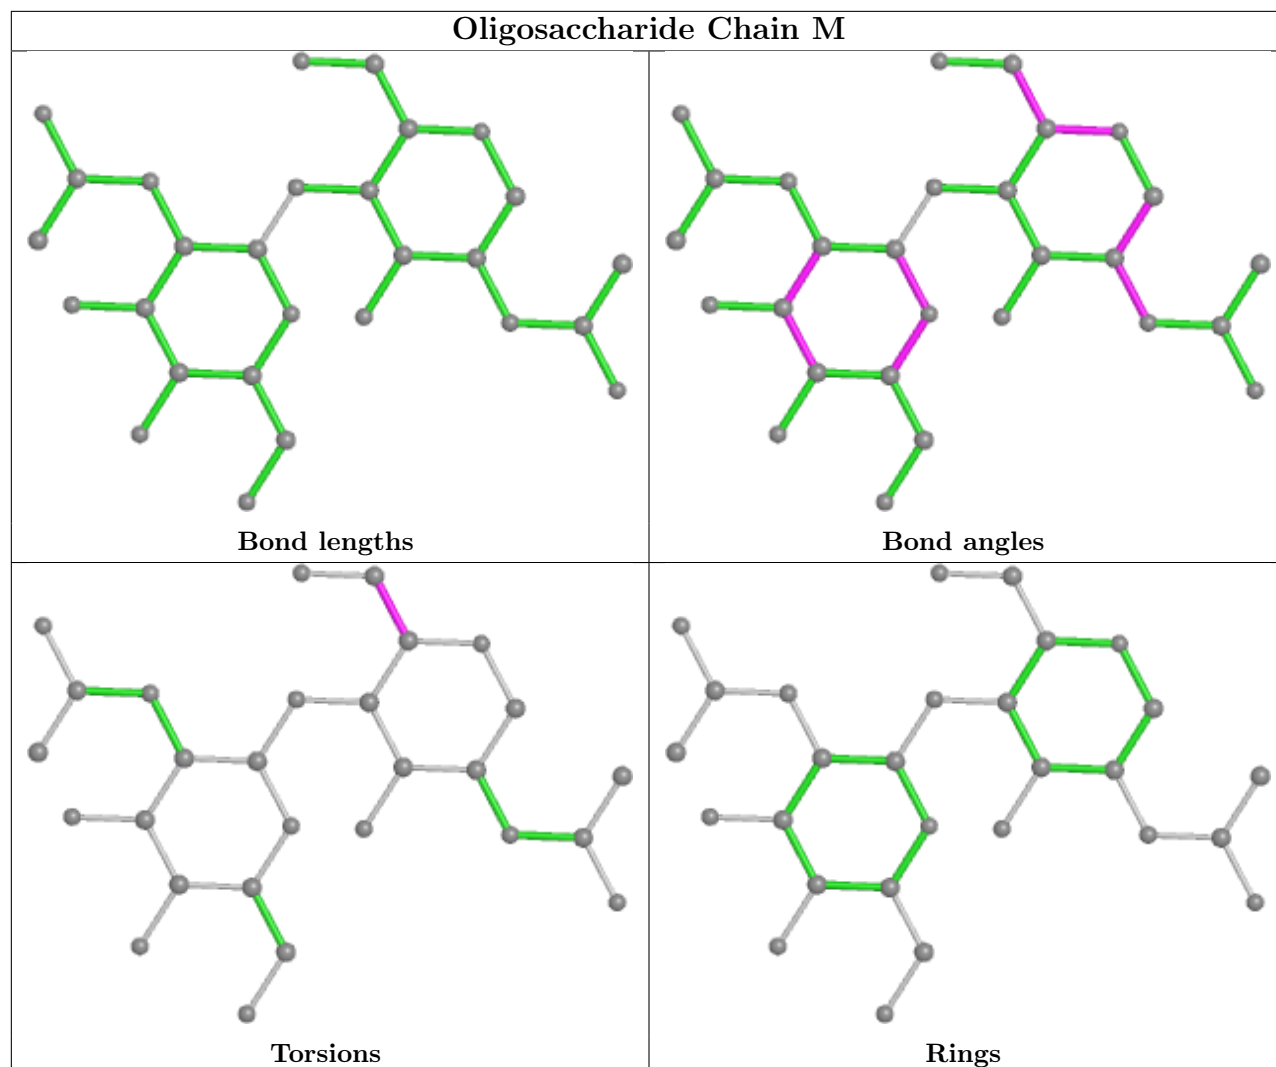 Oligosaccharide Chain M
Bond lengths
Bond angles
Torsions
Rings